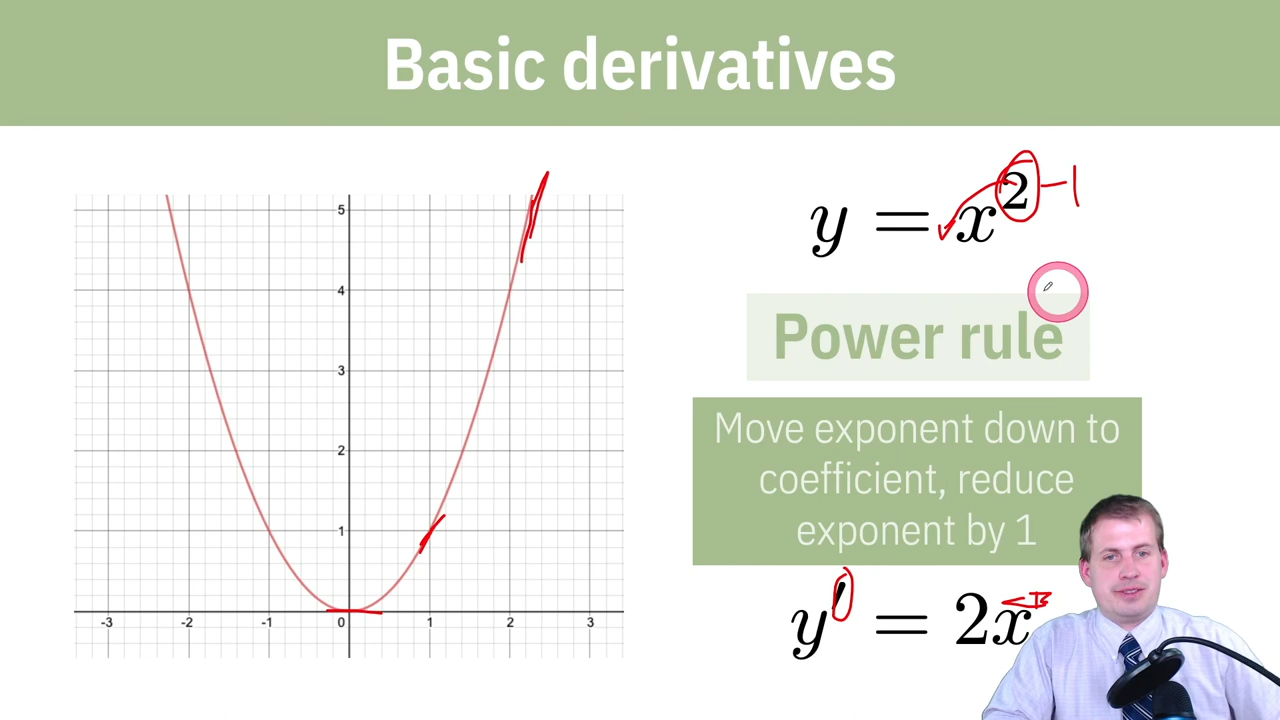 Basic derivatives
y = x² -1
Power rule
Move exponent down to
coefficient, reduce
exponent by 1
y' = 2x
5
4
3
2
1
-3 -2 -1 0 1 2 3